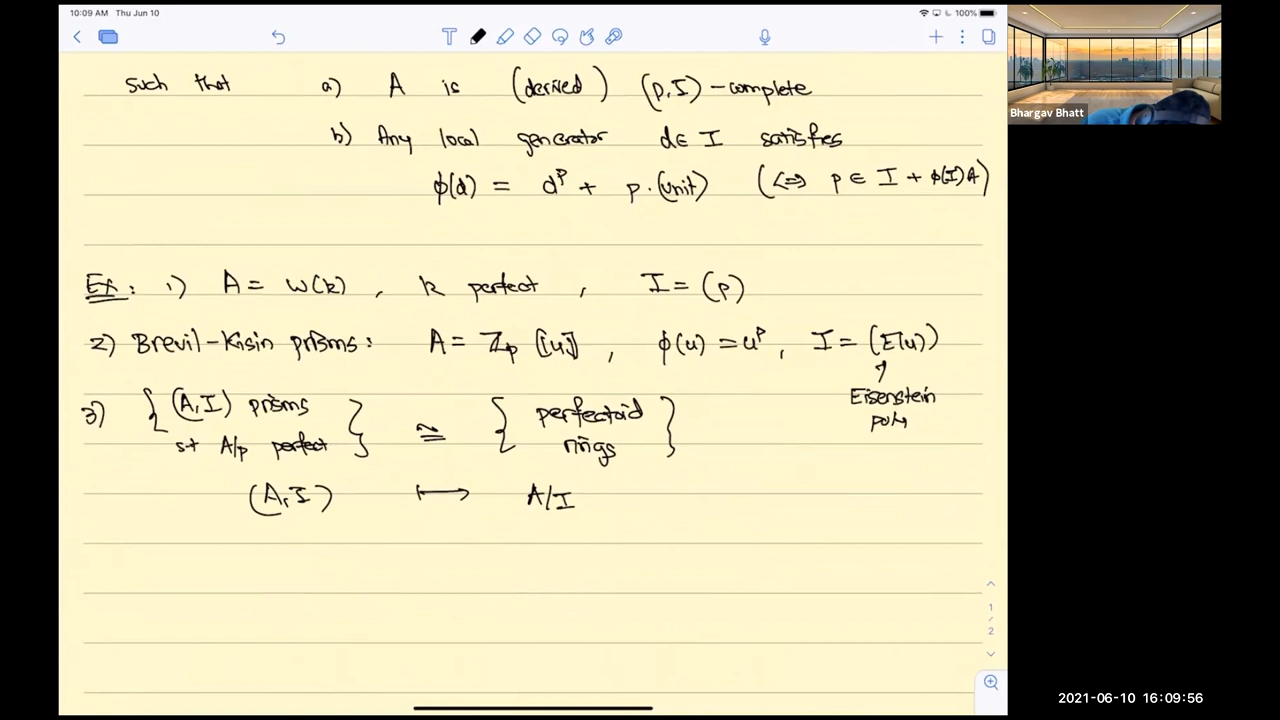 10:09 AM Thu Jun 10
100%
such that a) A is (derived) (p,I)-complete
b) Any local generator d∈ I satisfies
ϕ(d) = d^p + p·(unit) (⇔ p ∈ I + ϕ(I)A)
Ex: 1) A = W(k), k perfect, I = (p)
2) Breuil-Kisin prisms: A = ℤ_p [[u]], ϕ(u) = u^p, I = (E(u))
↑
Eisenstein
poly
3) { (A,I) prisms s.t A/p perfect } ≅ { perfectoid rings }
(A,I) ⟼ A/I
1
/
2
Bhargav Bhatt
2021-06-10 16:09:56